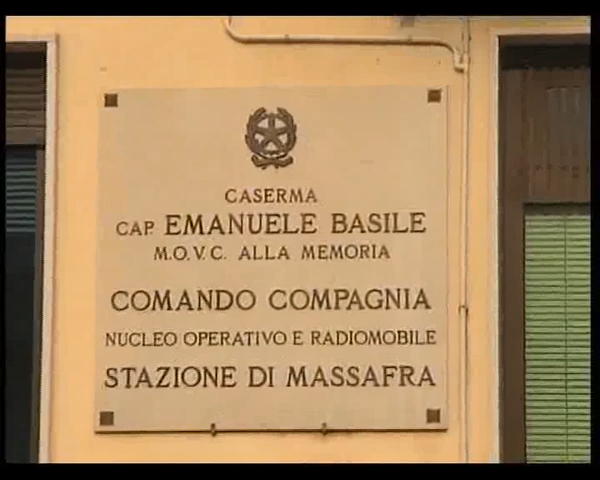 CASERMA
CAP. EMANUELE BASILE
M.O.V.C. ALLA MEMORIA
COMANDO COMPAGNIA
NUCLEO OPERATIVO E RADIOMOBILE
STAZIONE DI MASSAFRA